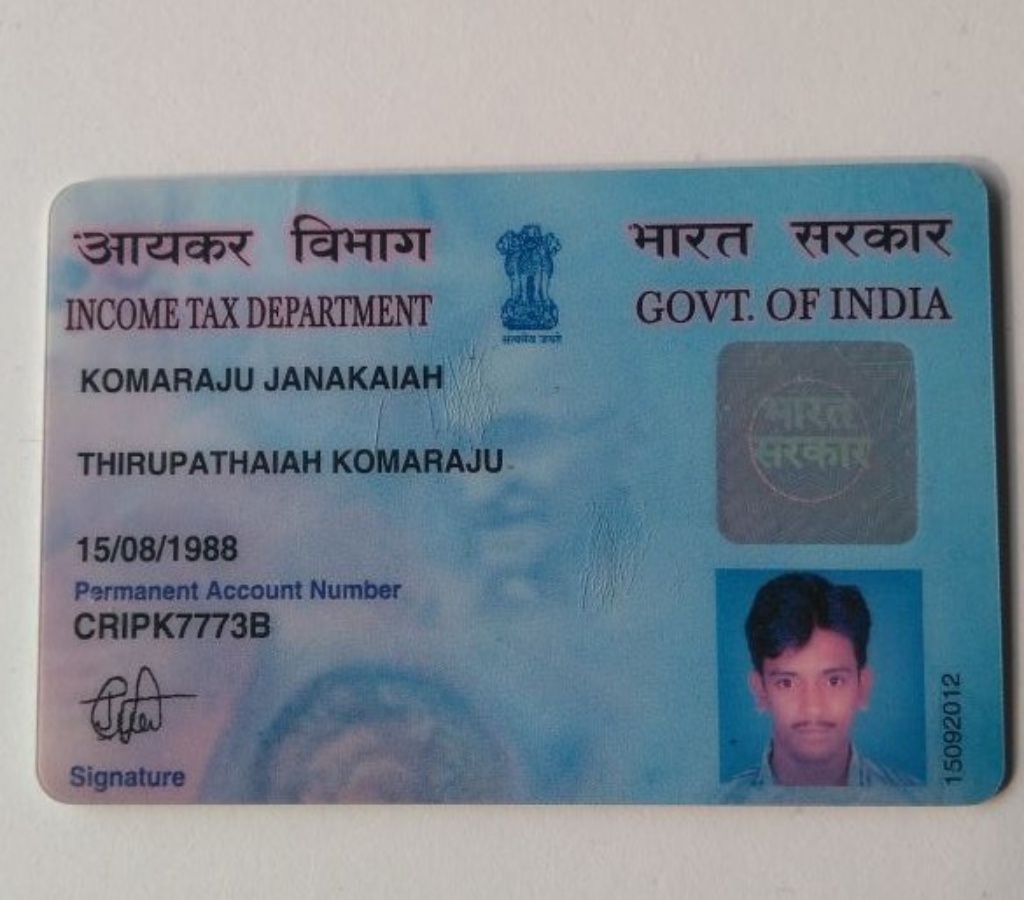 आयकर विभाग
INCOME TAX DEPARTMENT
सत्यमेव जयते
भारत सरकार
GOVT. OF INDIA
KOMARAJU JANAKAIAH
THIRUPATHAIAH KOMARAJU
15/08/1988
Permanent Account Number
CRIPK7773B
Signature
भारत
सरकार
15092012